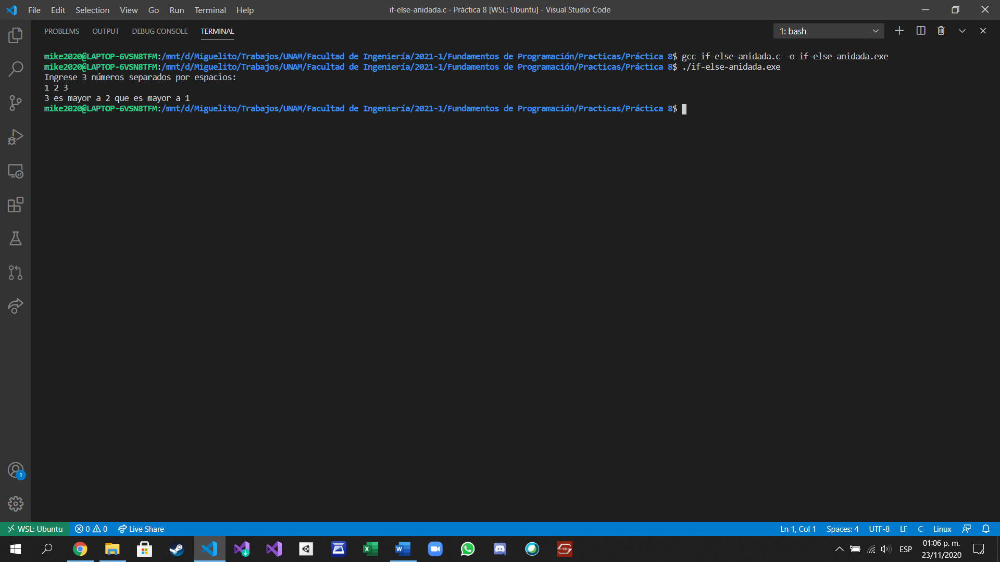 File Edit Selection View Go Run Terminal Help
if-else-anidada.c - Práctica 8 [WSL: Ubuntu] - Visual Studio Code
PROBLEMS OUTPUT DEBUG CONSOLE TERMINAL
1: bash
mike2020@LAPTOP-6VSN8TFM:/mnt/d/Miguelito/Trabajos/UNAM/Facultad de Ingeniería/2021-1/Fundamentos de Programación/Practicas/Práctica 8$ gcc if-else-anidada.c -o if-else-anidada.exe
mike2020@LAPTOP-6VSN8TFM:/mnt/d/Miguelito/Trabajos/UNAM/Facultad de Ingeniería/2021-1/Fundamentos de Programación/Practicas/Práctica 8$ ./if-else-anidada.exe
Ingrese 3 números separados por espacios:
1 2 3
3 es mayor a 2 que es mayor a 1
mike2020@LAPTOP-6VSN8TFM:/mnt/d/Miguelito/Trabajos/UNAM/Facultad de Ingeniería/2021-1/Fundamentos de Programación/Practicas/Práctica 8$
1
WSL: Ubuntu 0 0 Live Share
Ln 1, Col 1 Spaces: 4 UTF-8 LF C Linux
ESP
01:06 p. m.
23/11/2020